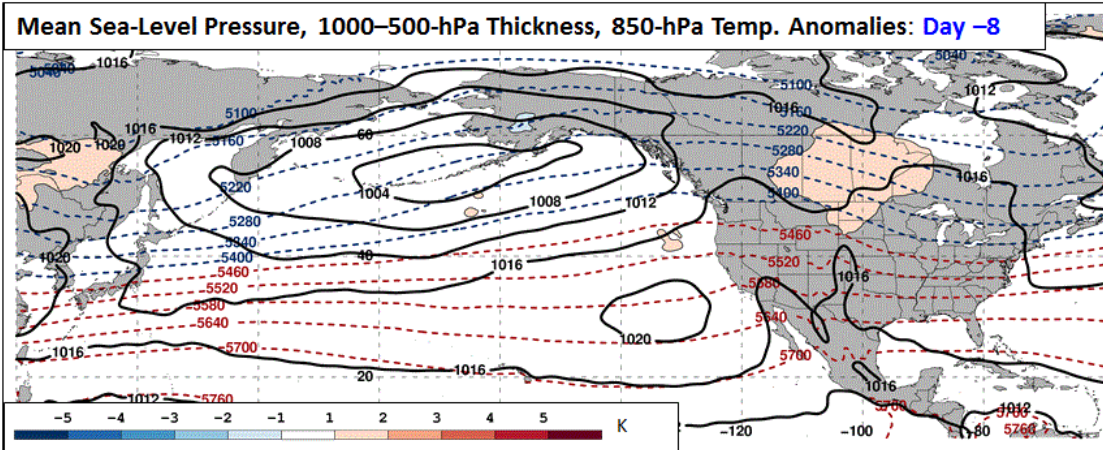 Mean Sea-Level Pressure, 1000–500-hPa Thickness, 850-hPa Temp. Anomalies: Day –8
1016 5040
5040 5100
1012
5100 1016
5160
1016 1012 5160 60 5220
1020 1020 1008 5280
5340 1016
5220 1004 5400
1008 1012
5280 5460
5340
1020 5400 40 5520
5460 1016 1016
5520 5580
5580 5640
5640
1020
5700 5700
1016 1016 20 1016
1012 5760 5760 1012
5700
−120 −100 −80 5760
−5 −4 −3 −2 −1 1 2 3 4 5 K